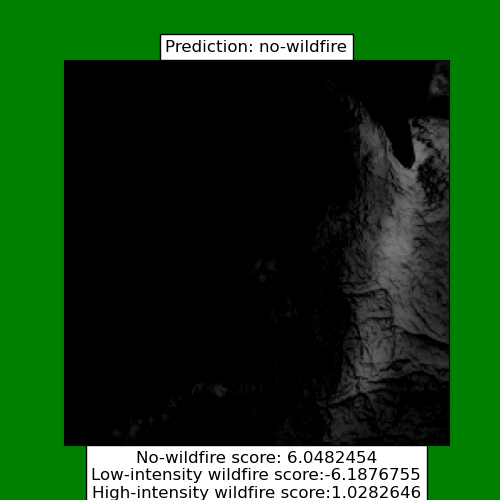 Prediction: no-wildfire
No-wildfire score: 6.0482454
Low-intensity wildfire score:-6.1876755
High-intensity wildfire score:1.0282646